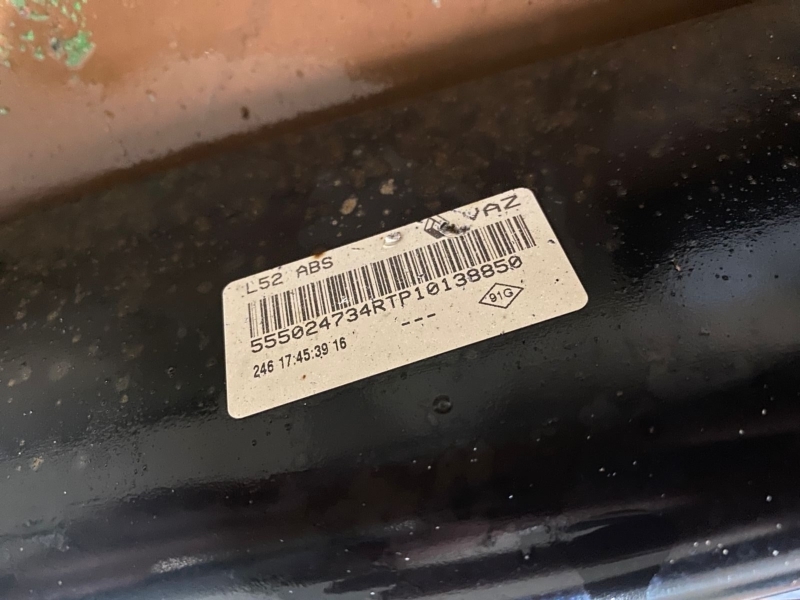 VAZ
L52 ABS
555024734RTP10138850
---
91G
246 17:45:39 16